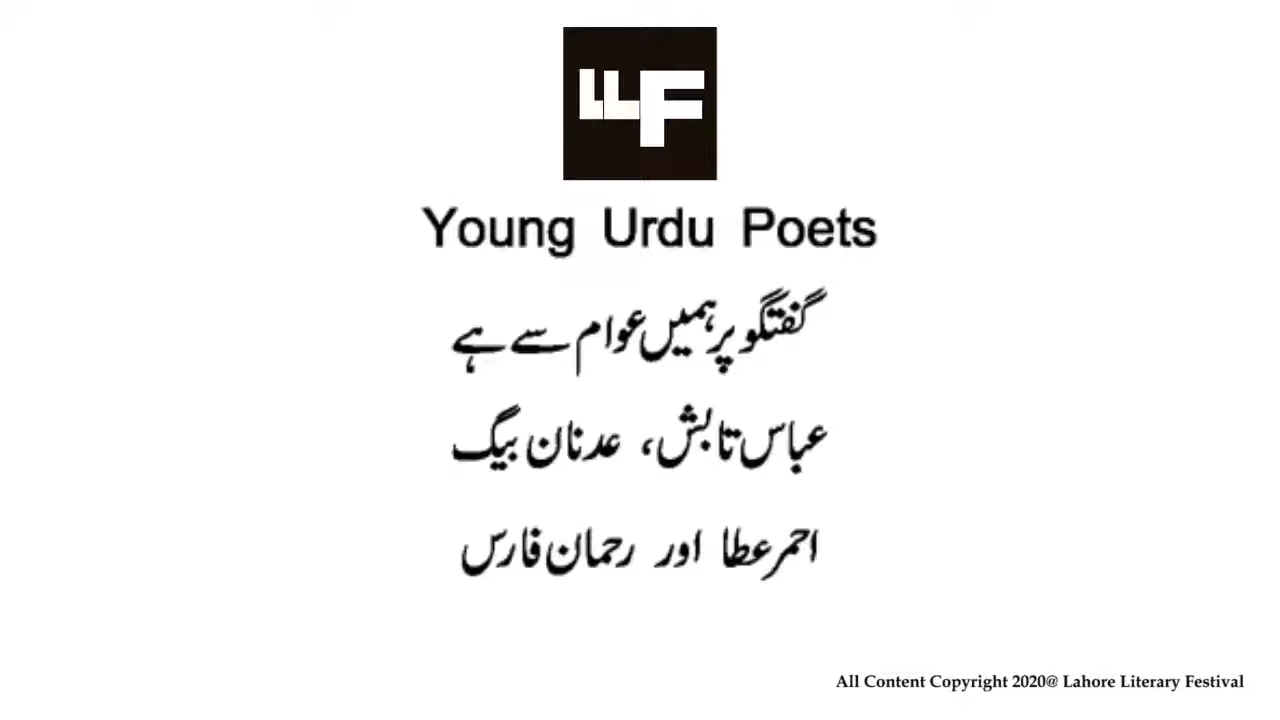 LLF
Young Urdu Poets
گفتگو پر ہمیں عوام سے ہے
عباس تابش، عدنان بیگ
احمر عطا اور رحمان فارس
All Content Copyright 2020@ Lahore Literary Festival